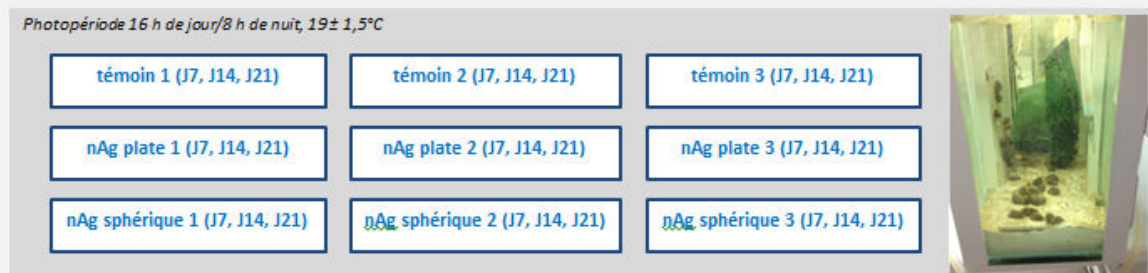 Photopériode 16 h de jour/8 h de nuit, 19± 1,5°C
témoin 1 (J7, J14, J21)
témoin 2 (J7, J14, J21)
témoin 3 (J7, J14, J21)
nAg plate 1 (J7, J14, J21)
nAg plate 2 (J7, J14, J21)
nAg plate 3 (J7, J14, J21)
nAg sphérique 1 (J7, J14, J21)
nAg sphérique 2 (J7, J14, J21)
nAg sphérique 3 (J7, J14, J21)